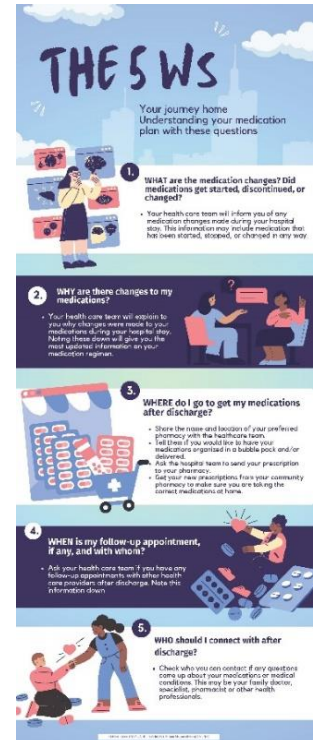 THE 5 WS
Your journey home
Understanding your medication
plan with these questions
1.
WHAT are the medication changes? Did
medications get started, discontinued, or
changed?
• Your health care team will inform you of any
medication changes made during your hospital
stay. This information may include medication that
has been started, stopped, or changed in any way.
2.
WHY are there changes to my
medications?
• Your health care team will explain to
you why changes were made to your
medications during your hospital stay.
Noting these down will give you the
most updated information on your
medication regimen.
3.
WHERE do I go to get my medications
after discharge?
• Share the name and location of your preferred
pharmacy with the healthcare team.
• Tell them if you would like to have your
medications organized in a bubble pack and/or
delivered.
• Ask the hospital team to send your prescription
to your pharmacy.
• Get your new prescriptions from your community
pharmacy to make sure you are taking the
correct medications at home.
4.
WHEN is my follow-up appointment,
if any, and with whom?
• Ask your health care team if you have any
follow-up appointments with other health
care providers after discharge. Note this
information down.
5.
WHO should I connect with after
discharge?
• Check who you can contact if any questions
come up about your medications or medical
conditions. This may be your family doctor,
specialist, pharmacist or other health
professionals.